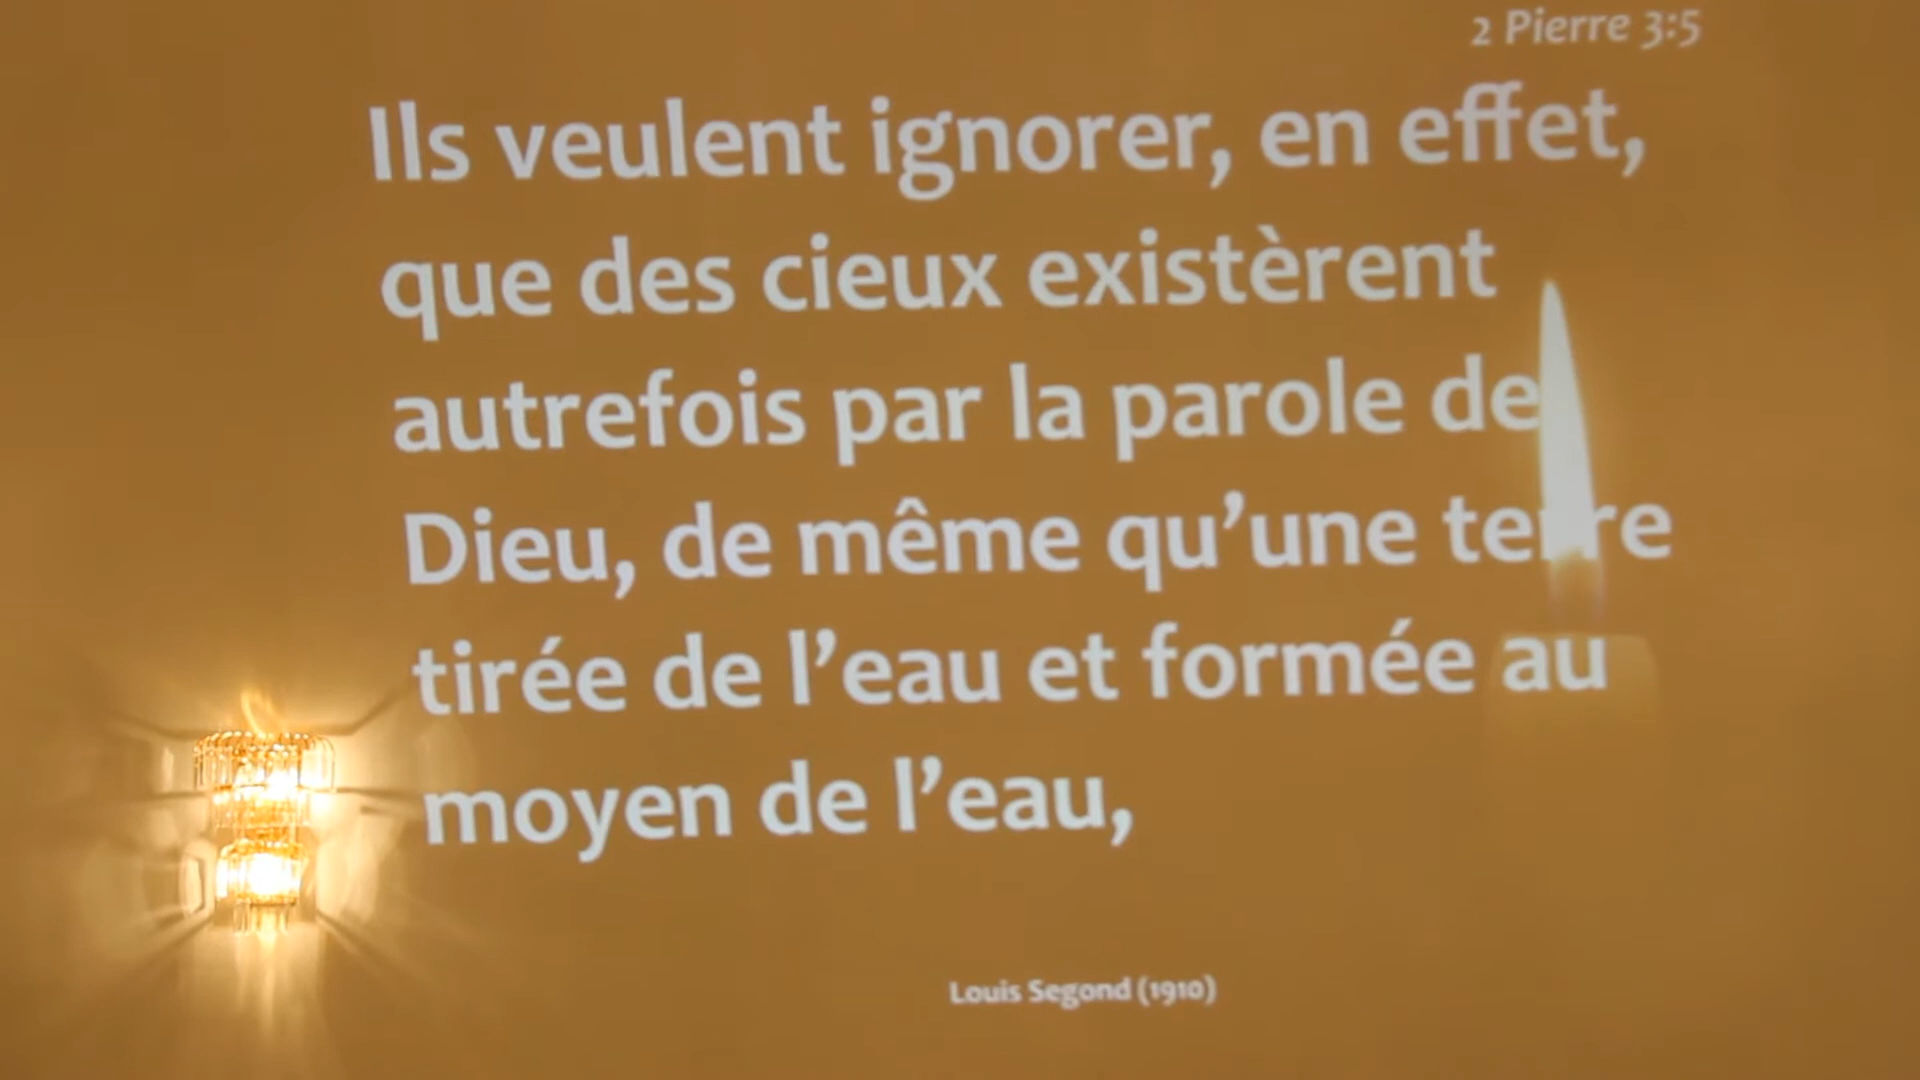 2 Pierre 3:5
Ils veulent ignorer, en effet,
que des cieux existèrent
autrefois par la parole de
Dieu, de même qu’une terre
tirée de l’eau et formée au
moyen de l’eau,
Louis Segond (1910)